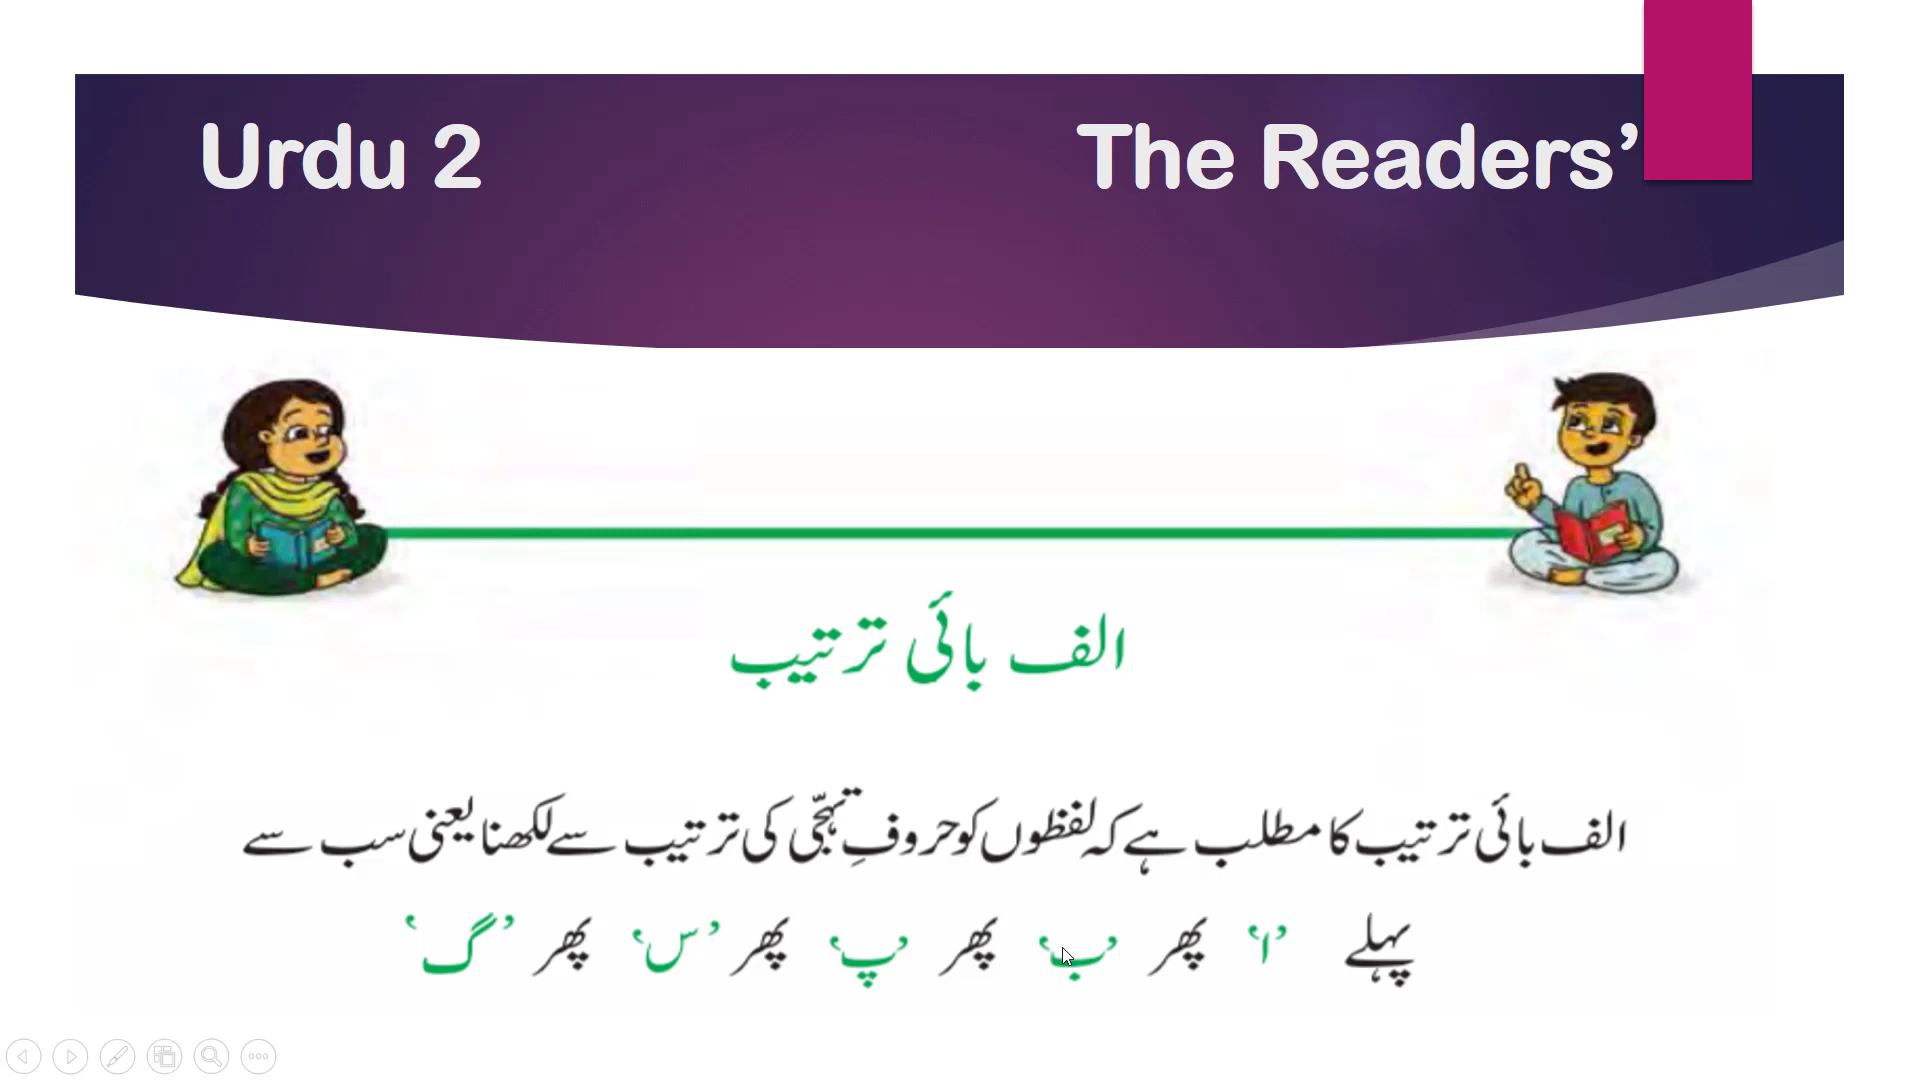 Urdu 2 The Readers’
الف بائی ترتیب
الف بائی ترتیب کا مطلب ہے کہ لفظوں کو حروفِ تہجّی کی ترتیب سے لکھنا یعنی سب سے
پہلے ’ا‘ پھر ’ب‘ پھر ’پ‘ پھر ’س‘ پھر ’گ‘